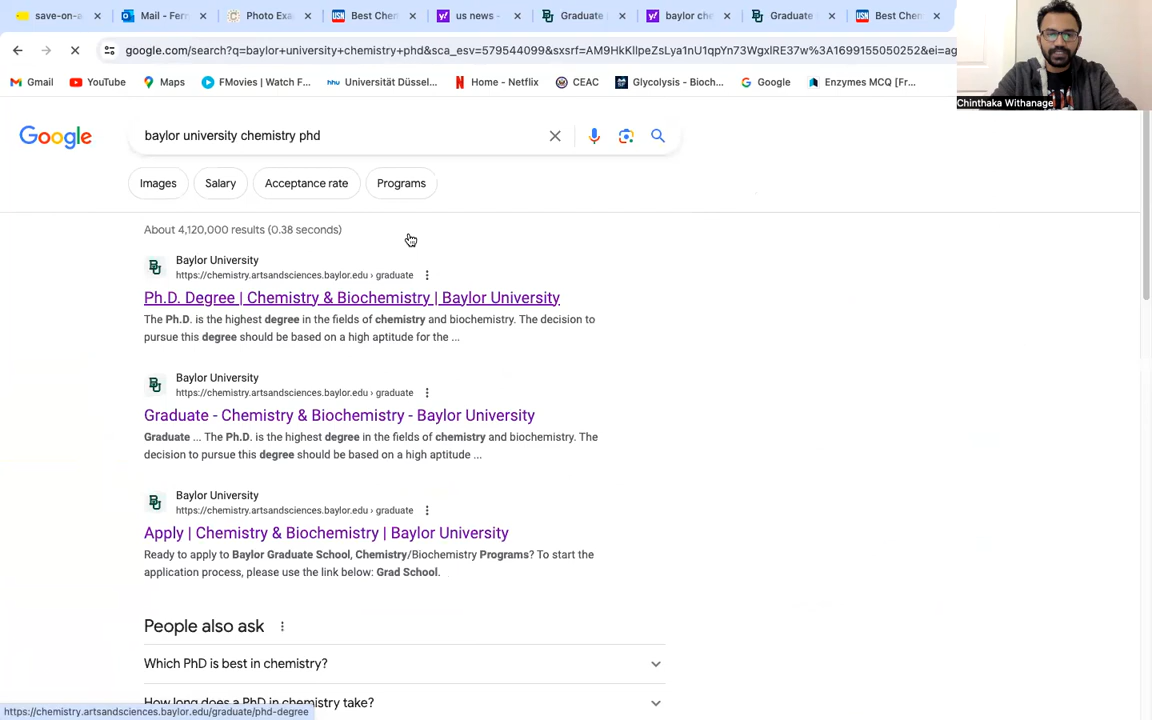 save-on-a
Mail - Fern
Photo Exa
Best Chem
us news -
Graduate
baylor che
Graduate
Best Chem
google.com/search?q=baylor+university+chemistry+phd&sca_esv=579544099&sxsrf=AM9HkKlIpeZsLya1nU1qpYn73WgxlRE37w%3A1699155050252&ei=ag
Gmail
YouTube
Maps
FMovies | Watch F...
Universität Düssel...
Home - Netflix
CEAC
Glycolysis - Bioch...
Google
Enzymes MCQ [Fr...
Chinthaka Withanage
Google
baylor university chemistry phd
Images
Salary
Acceptance rate
Programs
About 4,120,000 results (0.38 seconds)
Baylor University
https://chemistry.artsandsciences.baylor.edu › graduate
Ph.D. Degree | Chemistry & Biochemistry | Baylor University
The Ph.D. is the highest degree in the fields of chemistry and biochemistry. The decision to
pursue this degree should be based on a high aptitude for the ...
Baylor University
https://chemistry.artsandsciences.baylor.edu › graduate
Graduate - Chemistry & Biochemistry - Baylor University
Graduate ... The Ph.D. is the highest degree in the fields of chemistry and biochemistry. The
decision to pursue this degree should be based on a high aptitude ...
Baylor University
https://chemistry.artsandsciences.baylor.edu › graduate
Apply | Chemistry & Biochemistry | Baylor University
Ready to apply to Baylor Graduate School, Chemistry/Biochemistry Programs? To start the
application process, please use the link below: Grad School.
People also ask
Which PhD is best in chemistry?
How long does a PhD in chemistry take?
https://chemistry.artsandsciences.baylor.edu/graduate/phd-degree